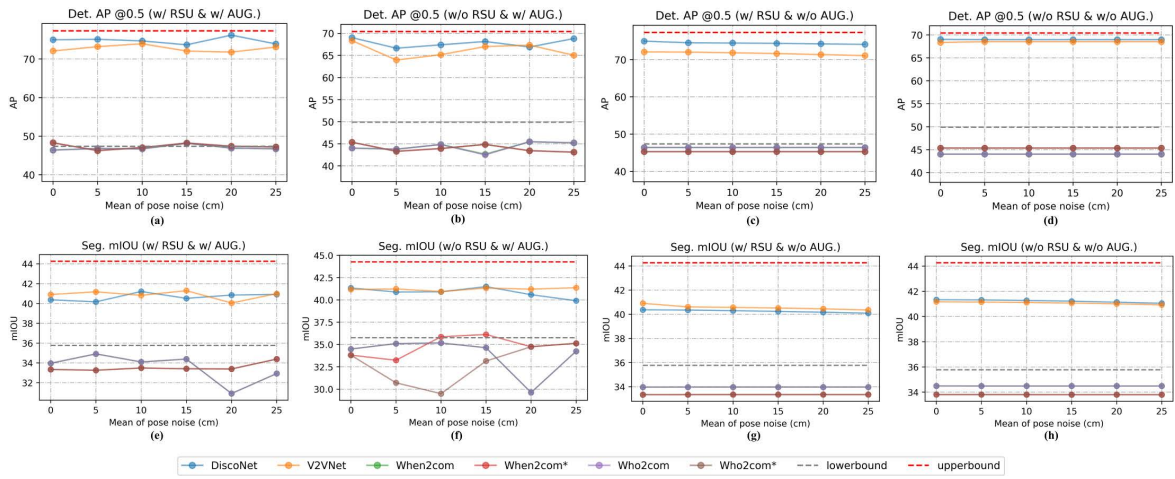 Det. AP @0.5 (w/ RSU & w/ AUG.)
70
60
50
40
AP
0 5 10 15 20 25
Mean of pose noise (cm)
(a)
Det. AP @0.5 (w/o RSU & w/ AUG.)
70
65
60
55
50
45
40
AP
0 5 10 15 20 25
Mean of pose noise (cm)
(b)
Det. AP @0.5 (w/ RSU & w/o AUG.)
80
70
60
50
40
AP
0 5 10 15 20 25
Mean of pose noise (cm)
(c)
Det. AP @0.5 (w/o RSU & w/o AUG.)
70
65
60
55
50
45
40
AP
0 5 10 15 20 25
Mean of pose noise (cm)
(d)
Seg. mIOU (w/ RSU & w/ AUG.)
44
42
40
38
36
34
32
mIOU
0 5 10 15 20 25
Mean of pose noise (cm)
(e)
Seg. mIOU (w/o RSU & w/ AUG.)
45.0
42.5
40.0
37.5
35.0
32.5
30.0
mIOU
0 5 10 15 20 25
Mean of pose noise (cm)
(f)
Seg. mIOU (w/ RSU & w/o AUG.)
44
42
40
38
36
34
mIOU
0 5 10 15 20 25
Mean of pose noise (cm)
(g)
Seg. mIOU (w/o RSU & w/o AUG.)
44
42
40
38
36
34
mIOU
0 5 10 15 20 25
Mean of pose noise (cm)
(h)
DiscoNet V2VNet When2com When2com* Who2com Who2com* lowerbound upperbound